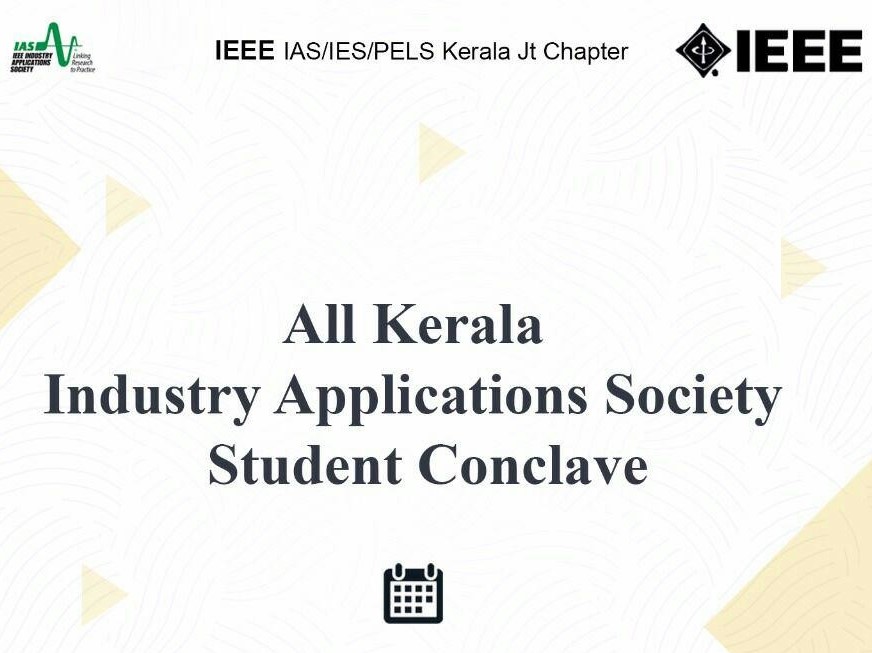 IAS
IEEE INDUSTRY
APPLICATIONS
SOCIETY
Linking
Research
to Practice
IEEE IAS/IES/PELS Kerala Jt Chapter
IEEE
All Kerala
Industry Applications Society
Student Conclave